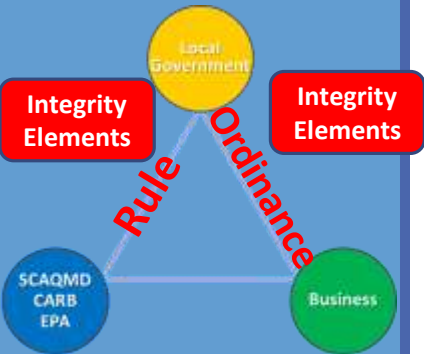 Local
Government
Integrity
Elements
Integrity
Elements
Rule
Ordinance
SCAQMD
CARB
EPA
Business